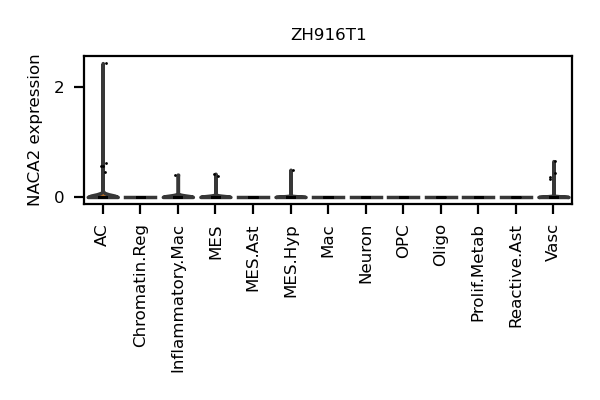 ZH916T1
NACA2 expression
2
0
AC
Chromatin.Reg
Inflammatory.Mac
MES
MES.Ast
MES.Hyp
Mac
Neuron
OPC
Oligo
Prolif.Metab
Reactive.Ast
Vasc